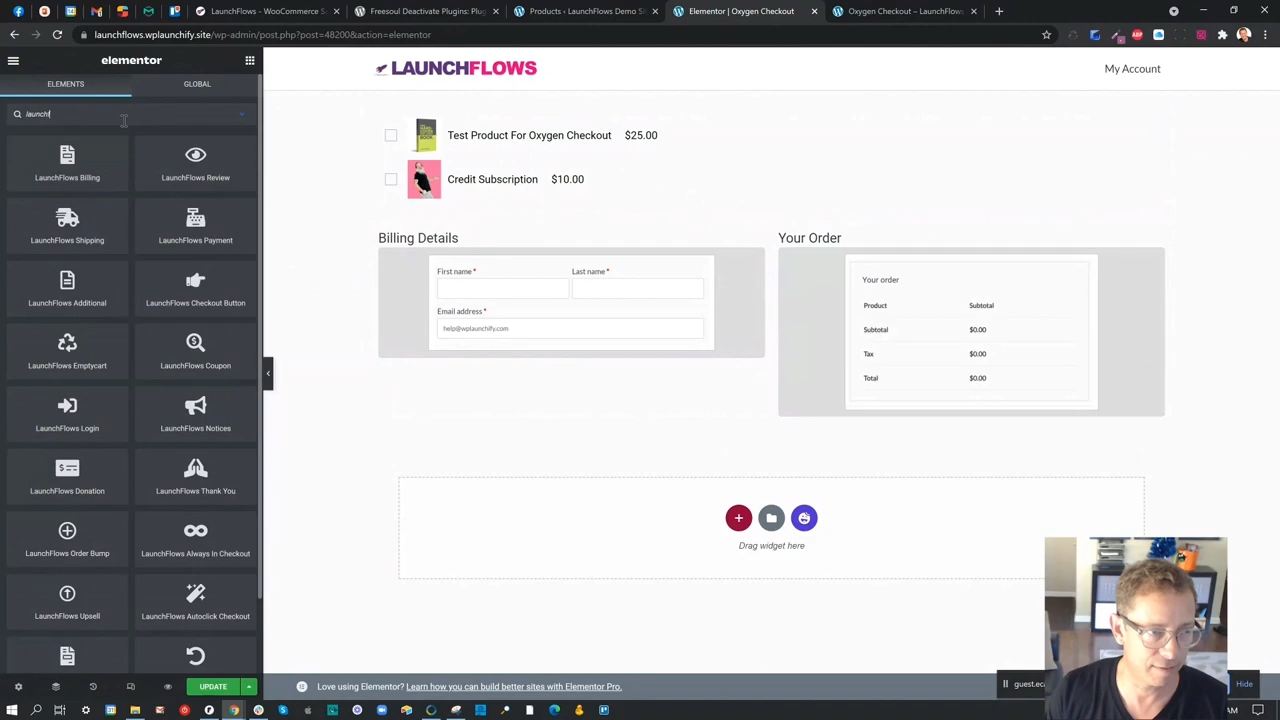 WooCommerce S
Detached Plugins: Plug
Products – Launchflows Demo Si
Elementor | Oxygen Checkout
Oxygen Checkout – LaunchFlows
launchflows.wplaunchify.site/wp-admin/post.php?post=48200&action=elementor
elementor
ELEMENTS
GLOBAL
launchf
LaunchFlows Billing
LaunchFlows Review
LaunchFlows Shipping
LaunchFlows Payment
LaunchFlows Additional
LaunchFlows Checkout Button
LaunchFlows Emptycart
LaunchFlows Coupon
LaunchFlows Login
LaunchFlows Notices
LaunchFlows Donation
LaunchFlows Thank You
LaunchFlows Order Bump
LaunchFlows Always In Checkout
LaunchFlows Upsell
LaunchFlows Autoclick Checkout
UPDATE
LAUNCHFLOWS
My Account
Test Product For Oxygen Checkout $25.00
Credit Subscription $10.00
Billing Details
First name *
Last name *
Email address *
help@wplaunchify.com
Your Order
Your order
Product Subtotal
Subtotal $0.00
Tax $0.00
Total $0.00
Drag widget here
Love using Elementor? Learn how you can build better sites with Elementor Pro.
guest.ec
Hide
AM